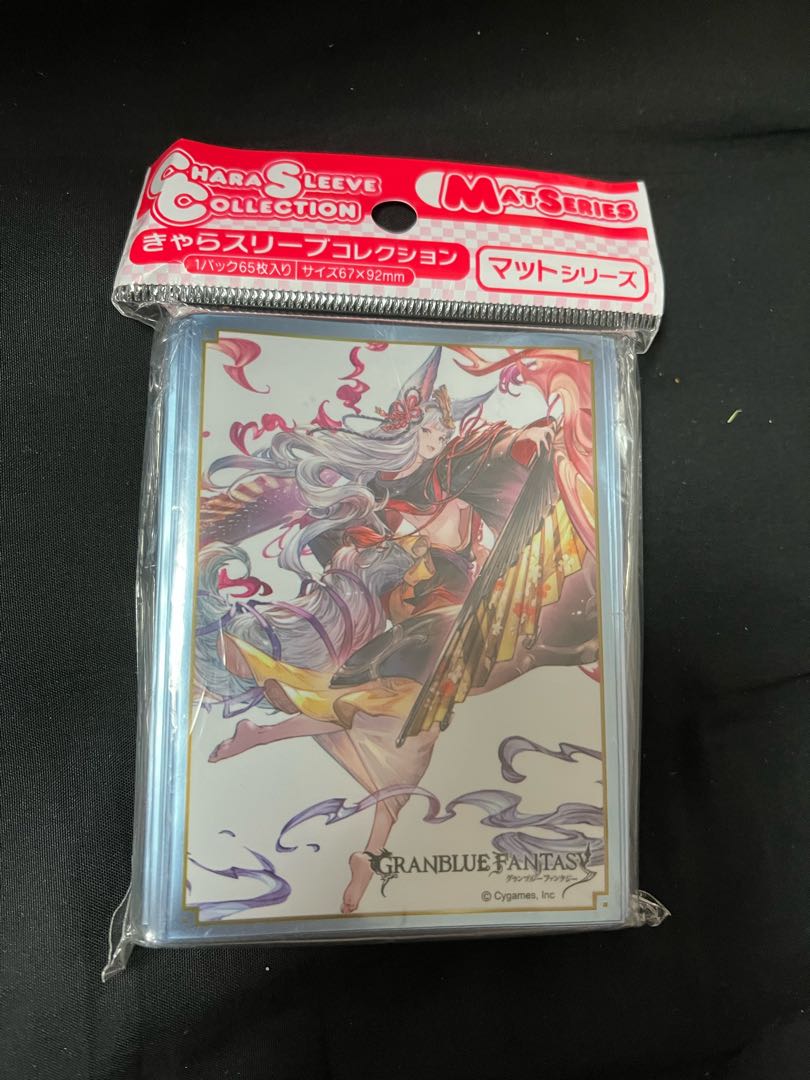 CHARA SLEEVE
COLLECTION
MAT SERIES
きゃらスリーブコレクション
1パック65枚入り サイズ67×92mm
マットシリーズ
GRANBLUE FANTASY
グランブルーファンタジー
© Cygames, Inc